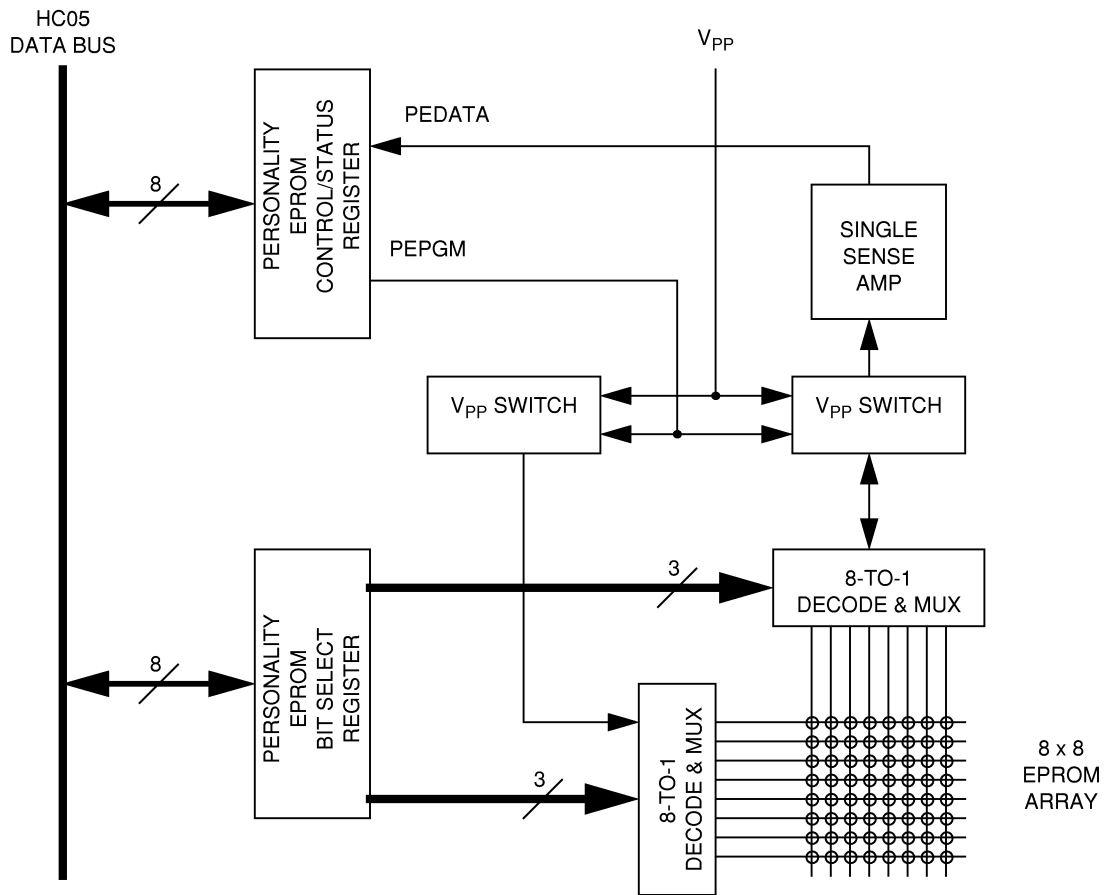 HC05
DATA BUS
V_PP
PERSONALITY
EPROM
CONTROL/STATUS
REGISTER
PEDATA
8
PEPGM
SINGLE
SENSE
AMP
V_PP SWITCH
V_PP SWITCH
3
8-TO-1
DECODE & MUX
PERSONALITY
EPROM
BIT SELECT
REGISTER
8
3
8-TO-1
DECODE & MUX
8 x 8
EPROM
ARRAY